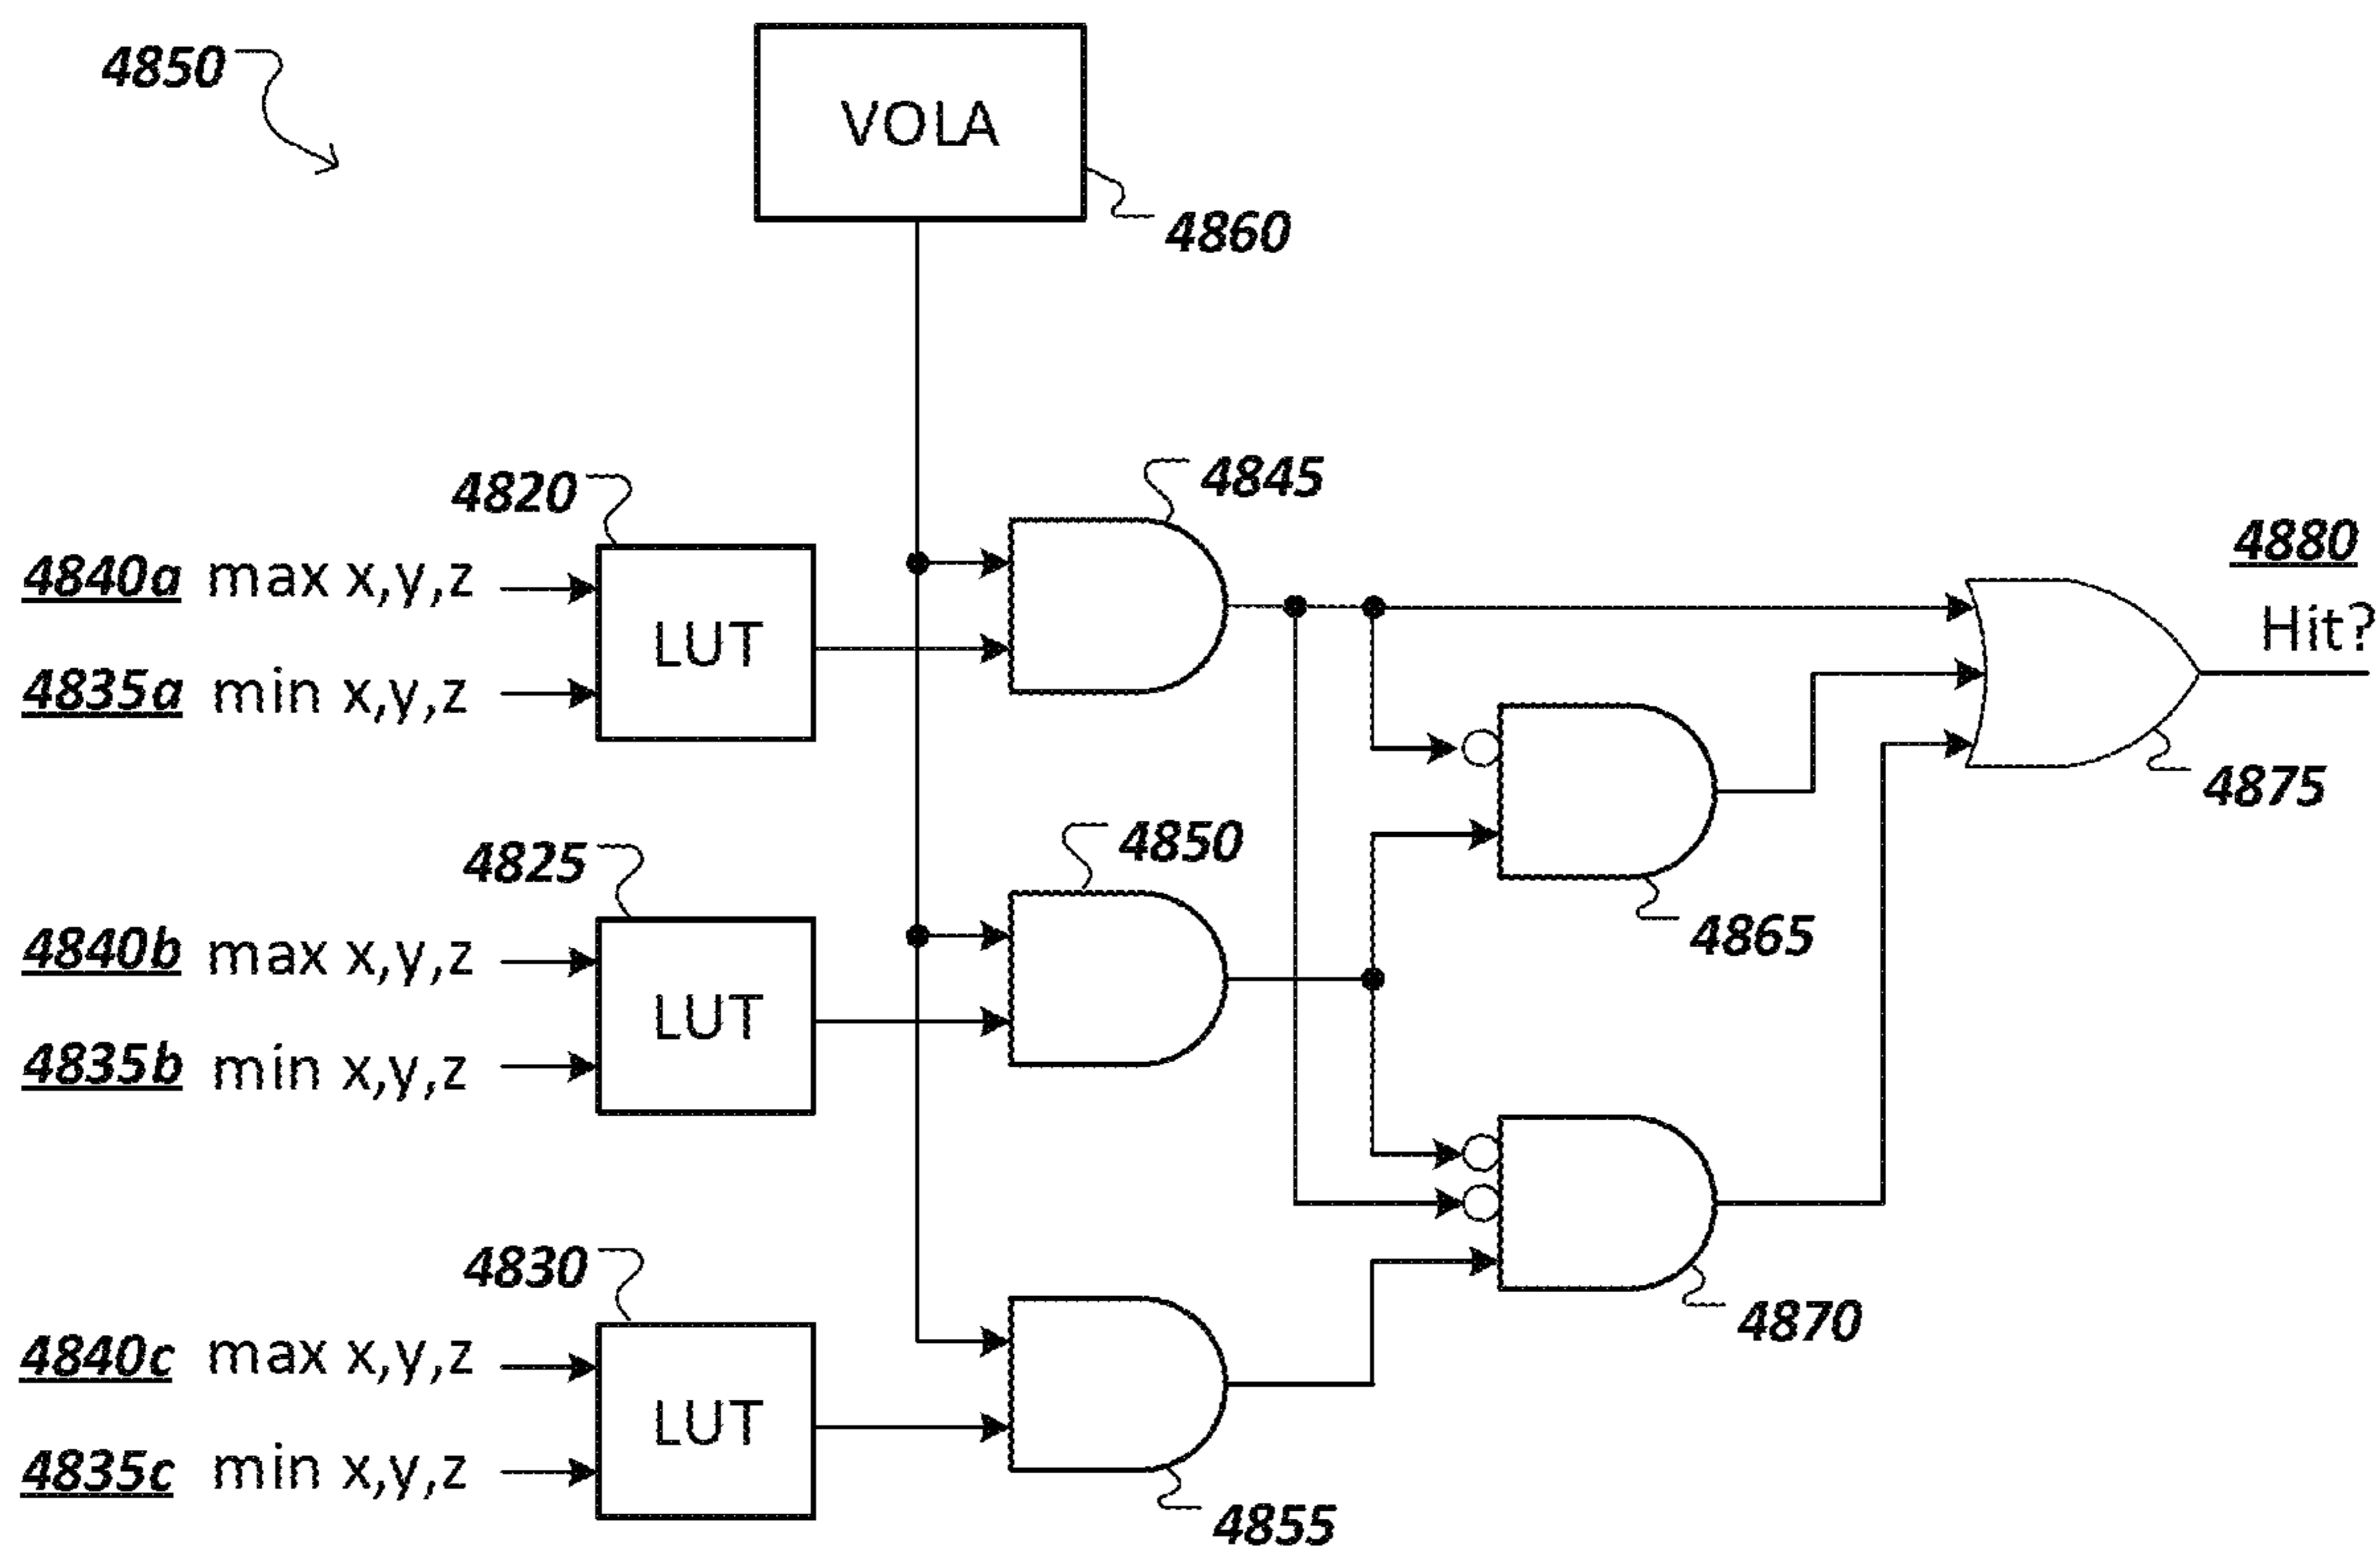 4850
VOLA
4860
4820
4845
4840a max x,y,z
LUT
4835a min x,y,z
4880
Hit?
4875
4825
4850
4865
4840b max x,y,z
LUT
4835b min x,y,z
4830
4870
4840c max x,y,z
LUT
4835c min x,y,z
4855